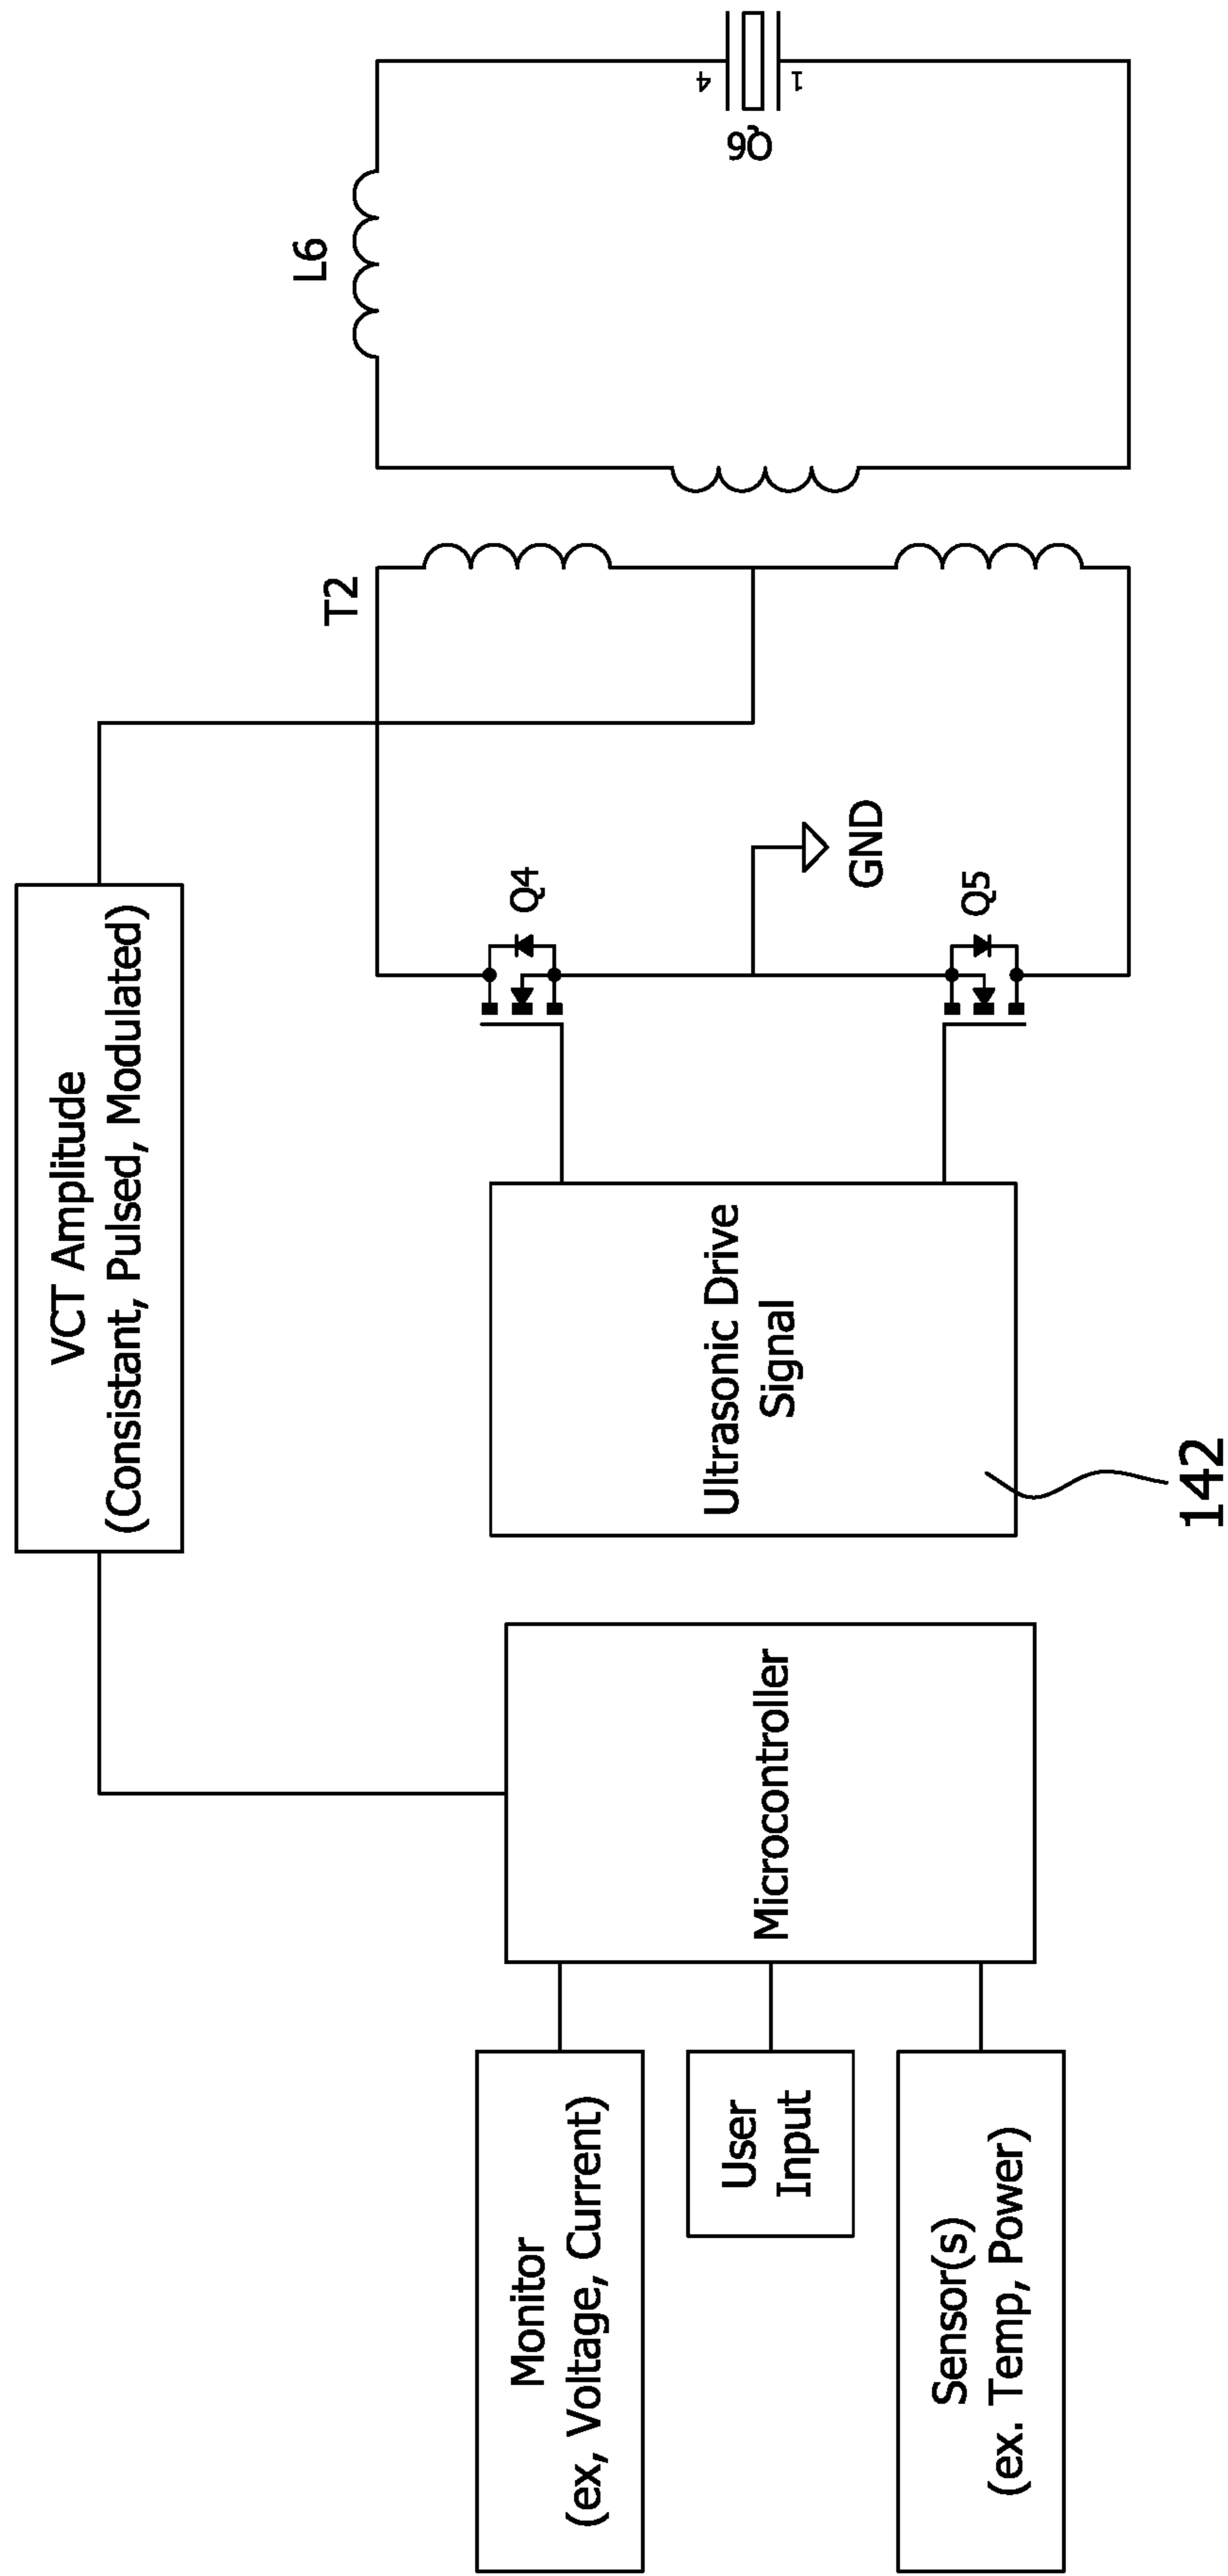 VCT Amplitude
(Consistant, Pulsed, Modulated)
Monitor
(ex, Voltage, Current)
User
Input
Sensor(s)
(ex. Temp, Power)
Microcontroller
Ultrasonic Drive
Signal
142
Q4
Q5
GND
T2
L6
Q6
4
1